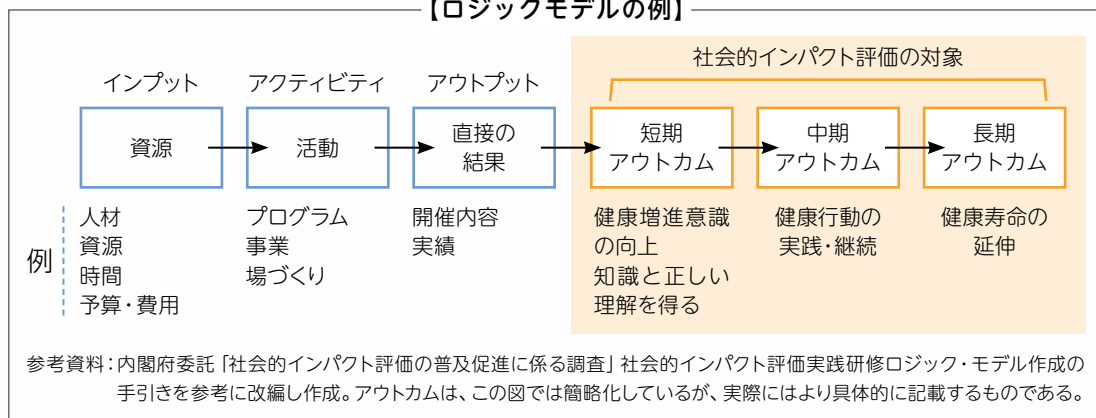 【ロジックモデルの例】
社会的インパクト評価の対象
インプット
アクティビティ
アウトプット
資源
活動
直接の
結果
短期
アウトカム
中期
アウトカム
長期
アウトカム
例
人材
資源
時間
予算・費用
プログラム
事業
場づくり
開催内容
実績
健康増進意識
の向上
知識と正しい
理解を得る
健康行動の
実践・継続
健康寿命の
延伸
参考資料：内閣府委託「社会的インパクト評価の普及促進に係る調査」社会的インパクト評価実践研修ロジック・モデル作成の
手引きを参考に改編し作成。アウトカムは、この図では簡略化しているが、実際にはより具体的に記載するものである。